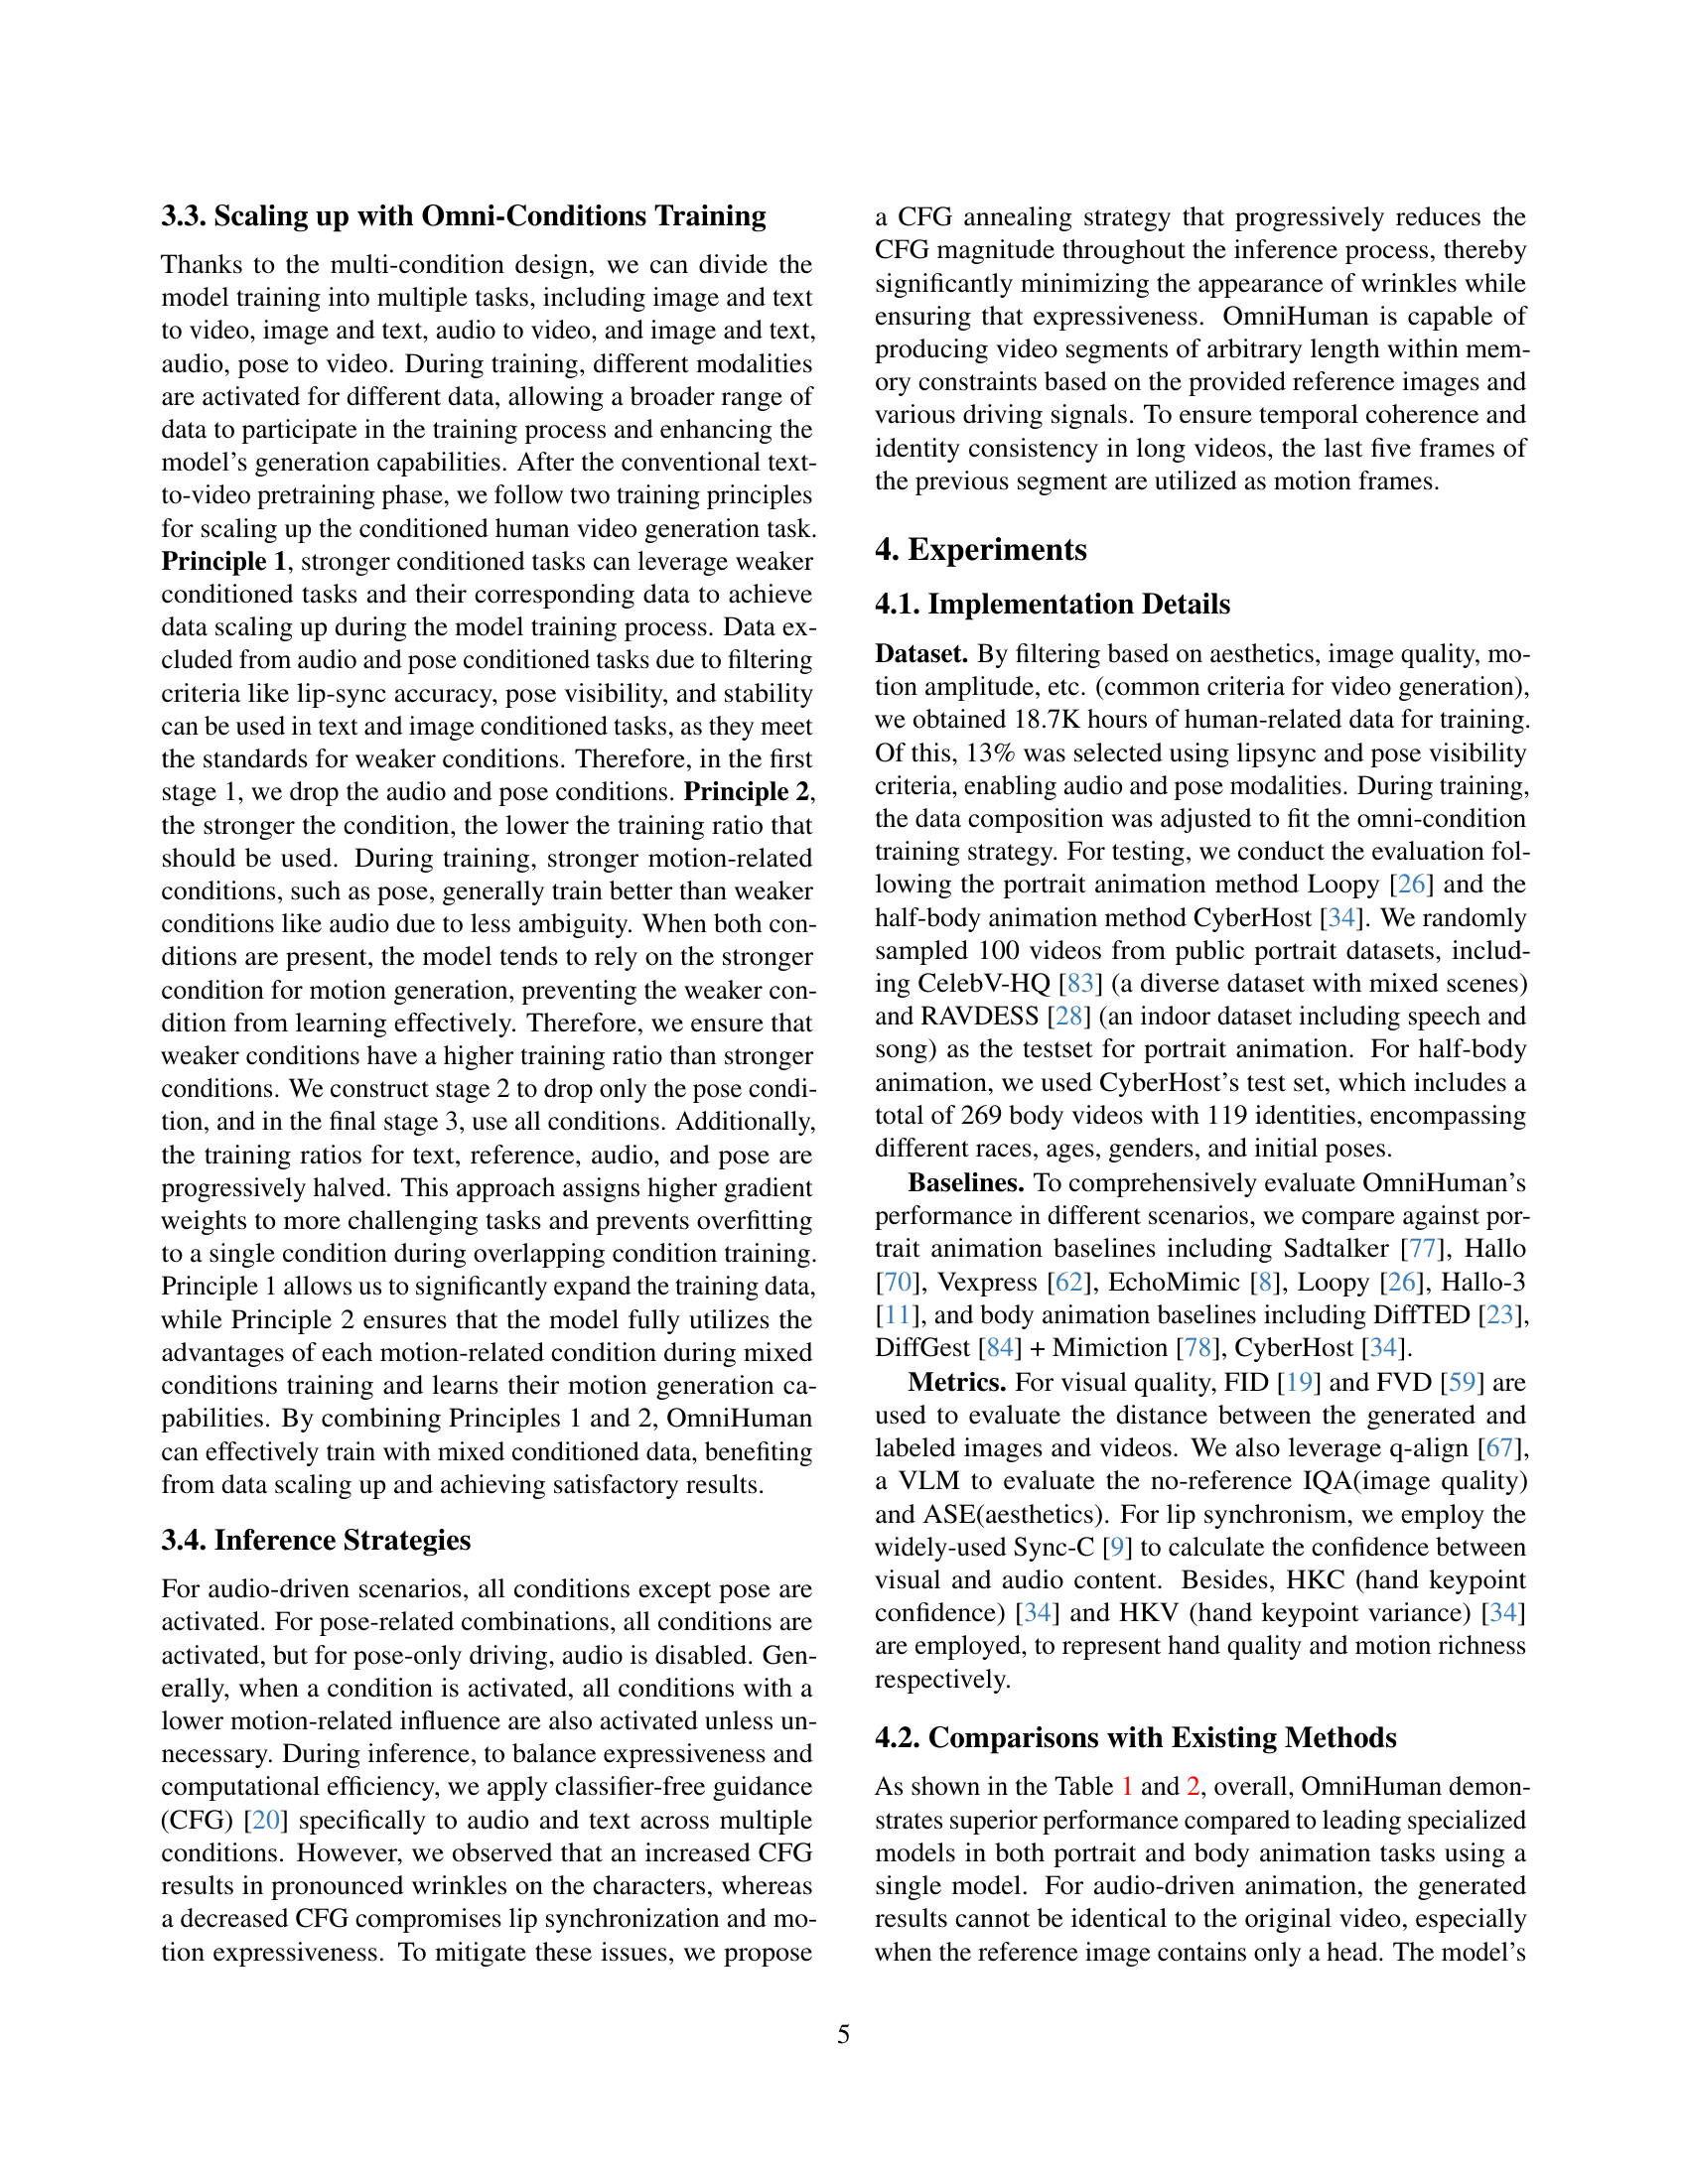 3.3. Scaling up with Omni-Conditions Training
Thanks to the multi-condition design, we can divide the
model training into multiple tasks, including image and text
to video, image and text, audio to video, and image and text,
audio, pose to video. During training, different modalities
are activated for different data, allowing a broader range of
data to participate in the training process and enhancing the
model's generation capabilities. After the conventional text-
to-video pretraining phase, we follow two training principles
for scaling up the conditioned human video generation task.
Principle 1, stronger conditioned tasks can leverage weaker
conditioned tasks and their corresponding data to achieve
data scaling up during the model training process. Data ex-
cluded from audio and pose conditioned tasks due to filtering
criteria like lip-sync accuracy, pose visibility, and stability
can be used in text and image conditioned tasks, as they meet
the standards for weaker conditions. Therefore, in the first
stage 1, we drop the audio and pose conditions. Principle 2,
the stronger the condition, the lower the training ratio that
should be used. During training, stronger motion-related
conditions, such as pose, generally train better than weaker
conditions like audio due to less ambiguity. When both con-
ditions are present, the model tends to rely on the stronger
condition for motion generation, preventing the weaker con-
dition from learning effectively. Therefore, we ensure that
weaker conditions have a higher training ratio than stronger
conditions. We construct stage 2 to drop only the pose condi-
tion, and in the final stage 3, use all conditions. Additionally,
the training ratios for text, reference, audio, and pose are
progressively halved. This approach assigns higher gradient
weights to more challenging tasks and prevents overfitting
to a single condition during overlapping condition training.
Principle 1 allows us to significantly expand the training data,
while Principle 2 ensures that the model fully utilizes the
advantages of each motion-related condition during mixed
conditions training and learns their motion generation ca-
pabilities. By combining Principles 1 and 2, OmniHuman
can effectively train with mixed conditioned data, benefiting
from data scaling up and achieving satisfactory results.
3.4. Inference Strategies
For audio-driven scenarios, all conditions except pose are
activated. For pose-related combinations, all conditions are
activated, but for pose-only driving, audio is disabled. Gen-
erally, when a condition is activated, all conditions with a
lower motion-related influence are also activated unless un-
necessary. During inference, to balance expressiveness and
computational efficiency, we apply classifier-free guidance
(CFG) [20] specifically to audio and text across multiple
conditions. However, we observed that an increased CFG
results in pronounced wrinkles on the characters, whereas
a decreased CFG compromises lip synchronization and mo-
tion expressiveness. To mitigate these issues, we propose
a CFG annealing strategy that progressively reduces the
CFG magnitude throughout the inference process, thereby
significantly minimizing the appearance of wrinkles while
ensuring that expressiveness. OmniHuman is capable of
producing video segments of arbitrary length within mem-
ory constraints based on the provided reference images and
various driving signals. To ensure temporal coherence and
identity consistency in long videos, the last five frames of
the previous segment are utilized as motion frames.
4. Experiments
4.1. Implementation Details
Dataset. By filtering based on aesthetics, image quality, mo-
tion amplitude, etc. (common criteria for video generation),
we obtained 18.7K hours of human-related data for training.
Of this, 13% was selected using lipsync and pose visibility
criteria, enabling audio and pose modalities. During training,
the data composition was adjusted to fit the omni-condition
training strategy. For testing, we conduct the evaluation fol-
lowing the portrait animation method Loopy [26] and the
half-body animation method CyberHost [34]. We randomly
sampled 100 videos from public portrait datasets, includ-
ing CelebV-HQ [83] (a diverse dataset with mixed scenes)
and RAVDESS [28] (an indoor dataset including speech and
song) as the testset for portrait animation. For half-body
animation, we used CyberHost's test set, which includes a
total of 269 body videos with 119 identities, encompassing
different races, ages, genders, and initial poses.
Baselines. To comprehensively evaluate OmniHuman's
performance in different scenarios, we compare against por-
trait animation baselines including Sadtalker [77], Hallo
[70], Vexpress [62], EchoMimic [8], Loopy [26], Hallo-3
[11], and body animation baselines including DiffTED [23],
DiffGest [84] + Mimiction [78], CyberHost [34].
Metrics. For visual quality, FID [19] and FVD [59] are
used to evaluate the distance between the generated and
labeled images and videos. We also leverage q-align [67],
a VLM to evaluate the no-reference IQA(image quality)
and ASE(aesthetics). For lip synchronism, we employ the
widely-used Sync-C [9] to calculate the confidence between
visual and audio content. Besides, HKC (hand keypoint
confidence) [34] and HKV (hand keypoint variance) [34]
are employed, to represent hand quality and motion richness
respectively.
4.2. Comparisons with Existing Methods
As shown in the Table 1 and 2, overall, OmniHuman demon-
strates superior performance compared to leading specialized
models in both portrait and body animation tasks using a
single model. For audio-driven animation, the generated
results cannot be identical to the original video, especially
when the reference image contains only a head. The model's
5